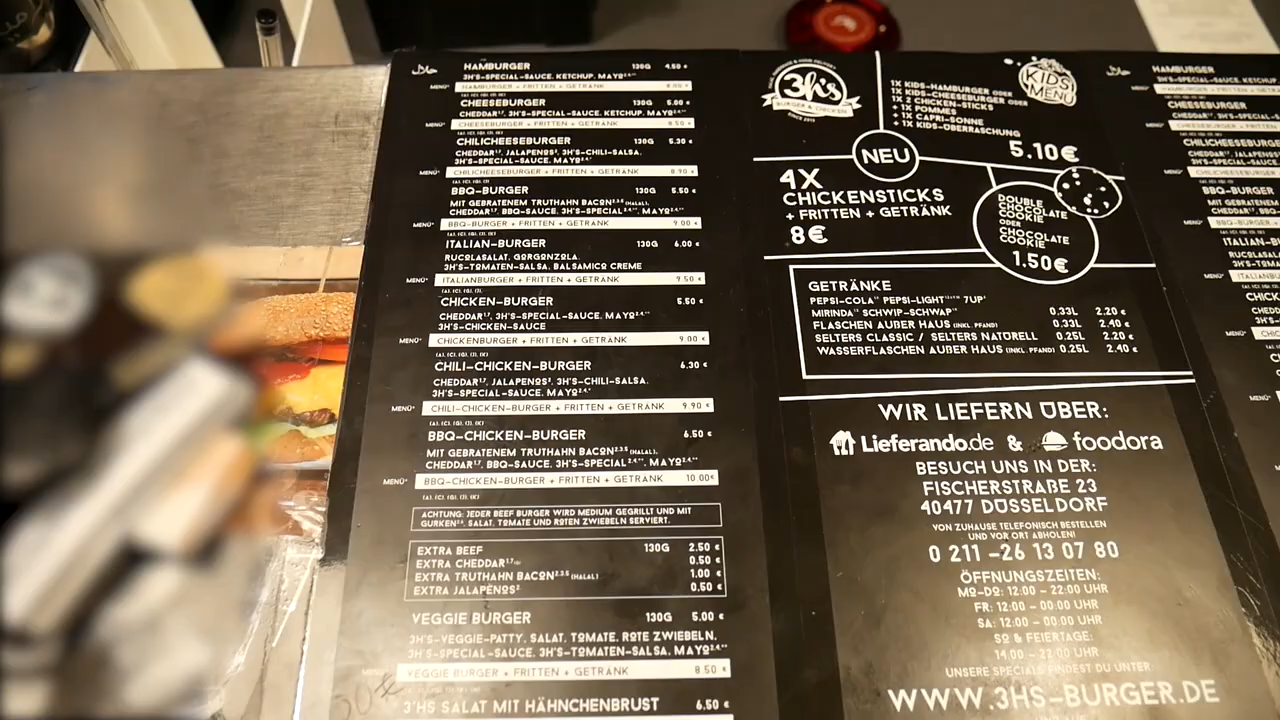 حلال
HAMBURGER 130G 4.50 €
3H'S-SPECIAL-SAUCE, KETCHUP, MAYO
MENÜ* HAMBURGER + FRITTEN + GETRÄNK 8.00 €
CHEESEBURGER 130G 5.00 €
CHEDDAR, 3H'S-SPECIAL-SAUCE, KETCHUP, MAYO
MENÜ* CHEESEBURGER + FRITTEN + GETRÄNK 8.50 €
CHILICHEESEBURGER 130G 5.30 €
CHEDDAR, JALAPENOS, 3H'S-CHILI-SALSA,
3H'S-SPECIAL-SAUCE, MAYO
MENÜ* CHILICHEESEBURGER + FRITTEN + GETRÄNK 8.90 €
BBQ-BURGER 130G 5.50 €
MIT GEBRATENEM TRUTHAHN BACON (HALAL),
CHEDDAR, BBQ-SAUCE, 3H'S-SPECIAL, MAYO
MENÜ* BBQ-BURGER + FRITTEN + GETRÄNK 9.00 €
ITALIAN-BURGER 130G 6.00 €
RUCOLASALAT, GORGONZOLA,
3H'S-TOMATEN-SALSA, BALSAMICO CREME
MENÜ* ITALIANBURGER + FRITTEN + GETRÄNK 9.50 €
CHICKEN-BURGER 5.50 €
CHEDDAR, 3H'S-SPECIAL-SAUCE, MAYO
3H'S-CHICKEN-SAUCE
MENÜ* CHICKENBURGER + FRITTEN + GETRÄNK 9.00 €
CHILI-CHICKEN-BURGER 6.30 €
CHEDDAR, JALAPENOS, 3H'S-CHILI-SALSA,
3H'S-SPECIAL-SAUCE, MAYO
MENÜ* CHILI-CHICKEN-BURGER + FRITTEN + GETRÄNK 9.90 €
BBQ-CHICKEN-BURGER 6.50 €
MIT GEBRATENEM TRUTHAHN BACON (HALAL),
CHEDDAR, BBQ-SAUCE, 3H'S-SPECIAL, MAYO
MENÜ* BBQ-CHICKEN-BURGER + FRITTEN + GETRÄNK 10.00 €
ACHTUNG: JEDER BEEF BURGER WIRD MEDIUM GEGRILLT UND MIT
GURKEN, SALAT, TOMATE UND ROTEN ZWIEBELN SERVIERT.
EXTRA BEEF 130G 2.50 €
EXTRA CHEDDAR 0.50 €
EXTRA TRUTHAHN BACON (HALAL) 1.00 €
EXTRA JALAPEÑOS 0.50 €
VEGGIE BURGER 130G 5.00 €
3H'S-VEGGIE-PATTY, SALAT, TOMATE, ROTE ZWIEBELN,
3H'S-SPECIAL-SAUCE, 3H'S-TOMATEN-SALSA, MAYO
VEGGIE BURGER + FRITTEN + GETRÄNK 8.50 €
3'HS SALAT MIT HÄHNCHENBRUST 6,50 €
3h's
BURGER & CHICKEN
SINCE 2014
1X KIDS-HAMBURGER ODER
1X KIDS-CHEESEBURGER ODER
1X 2 CHICKEN-STICKS
+ 1X POMMES
+ 1X CAPRI-SONNE
+ 1X KIDS-ÜBERRASCHUNG
KIDS
MENÜ
5.10€
NEU
4X
CHICKENSTICKS
+ FRITTEN + GETRÄNK
8€
DOUBLE
CHOCOLATE
COOKIE
ODER
CHOCOLATE
COOKIE
1.50€
GETRÄNKE
PEPSI-COLA PEPSI-LIGHT 7UP
MIRINDA SCHWIP-SCHWAP 0.33L 2.20 €
FLASCHEN AUßER HAUS (INKL. PFAND) 0.33L 2.40 €
SELTERS CLASSIC / SELTERS NATURELL 0.25L 2.20 €
WASSERFLASCHEN AUßER HAUS (INKL. PFAND) 0.25L 2.40 €
WIR LIEFERN ÜBER:
Lieferando.de & foodora
BESUCH UNS IN DER:
FISCHERSTRAßE 23
40477 DÜSSELDORF
VON ZUHAUSE TELEFONISCH BESTELLEN
UND VOR ORT ABHOLEN!
0 211 -26 13 07 80
ÖFFNUNGSZEITEN:
MO-DO: 12:00 - 22:00 UHR
FR: 12:00 - 00:00 UHR
SA: 12:00 - 00:00 UHR
SO & FEIERTAGE:
14:00 - 22:00 UHR
UNSERE SPECIALS FINDEST DU UNTER:
WWW.3HS-BURGER.DE
HAMBURGER
3H'S-SPECIAL-SAUCE, KETCHUP
CHEESEBURGER
CHILICHEESEBURGER
BBQ-BURGER